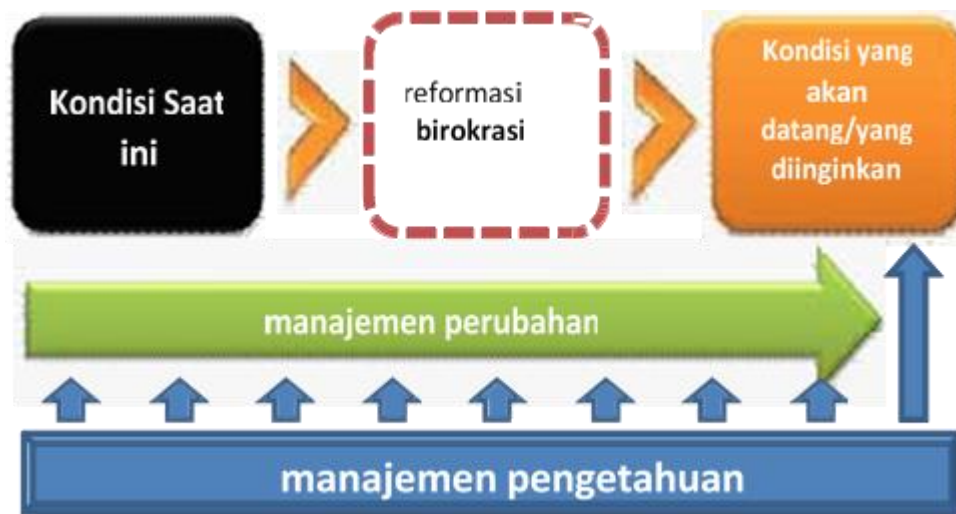 Kondisi Saat
ini
reformasi
birokrasi
Kondisi yang
akan
datang/yang
diinginkan
manajemen perubahan
manajemen pengetahuan